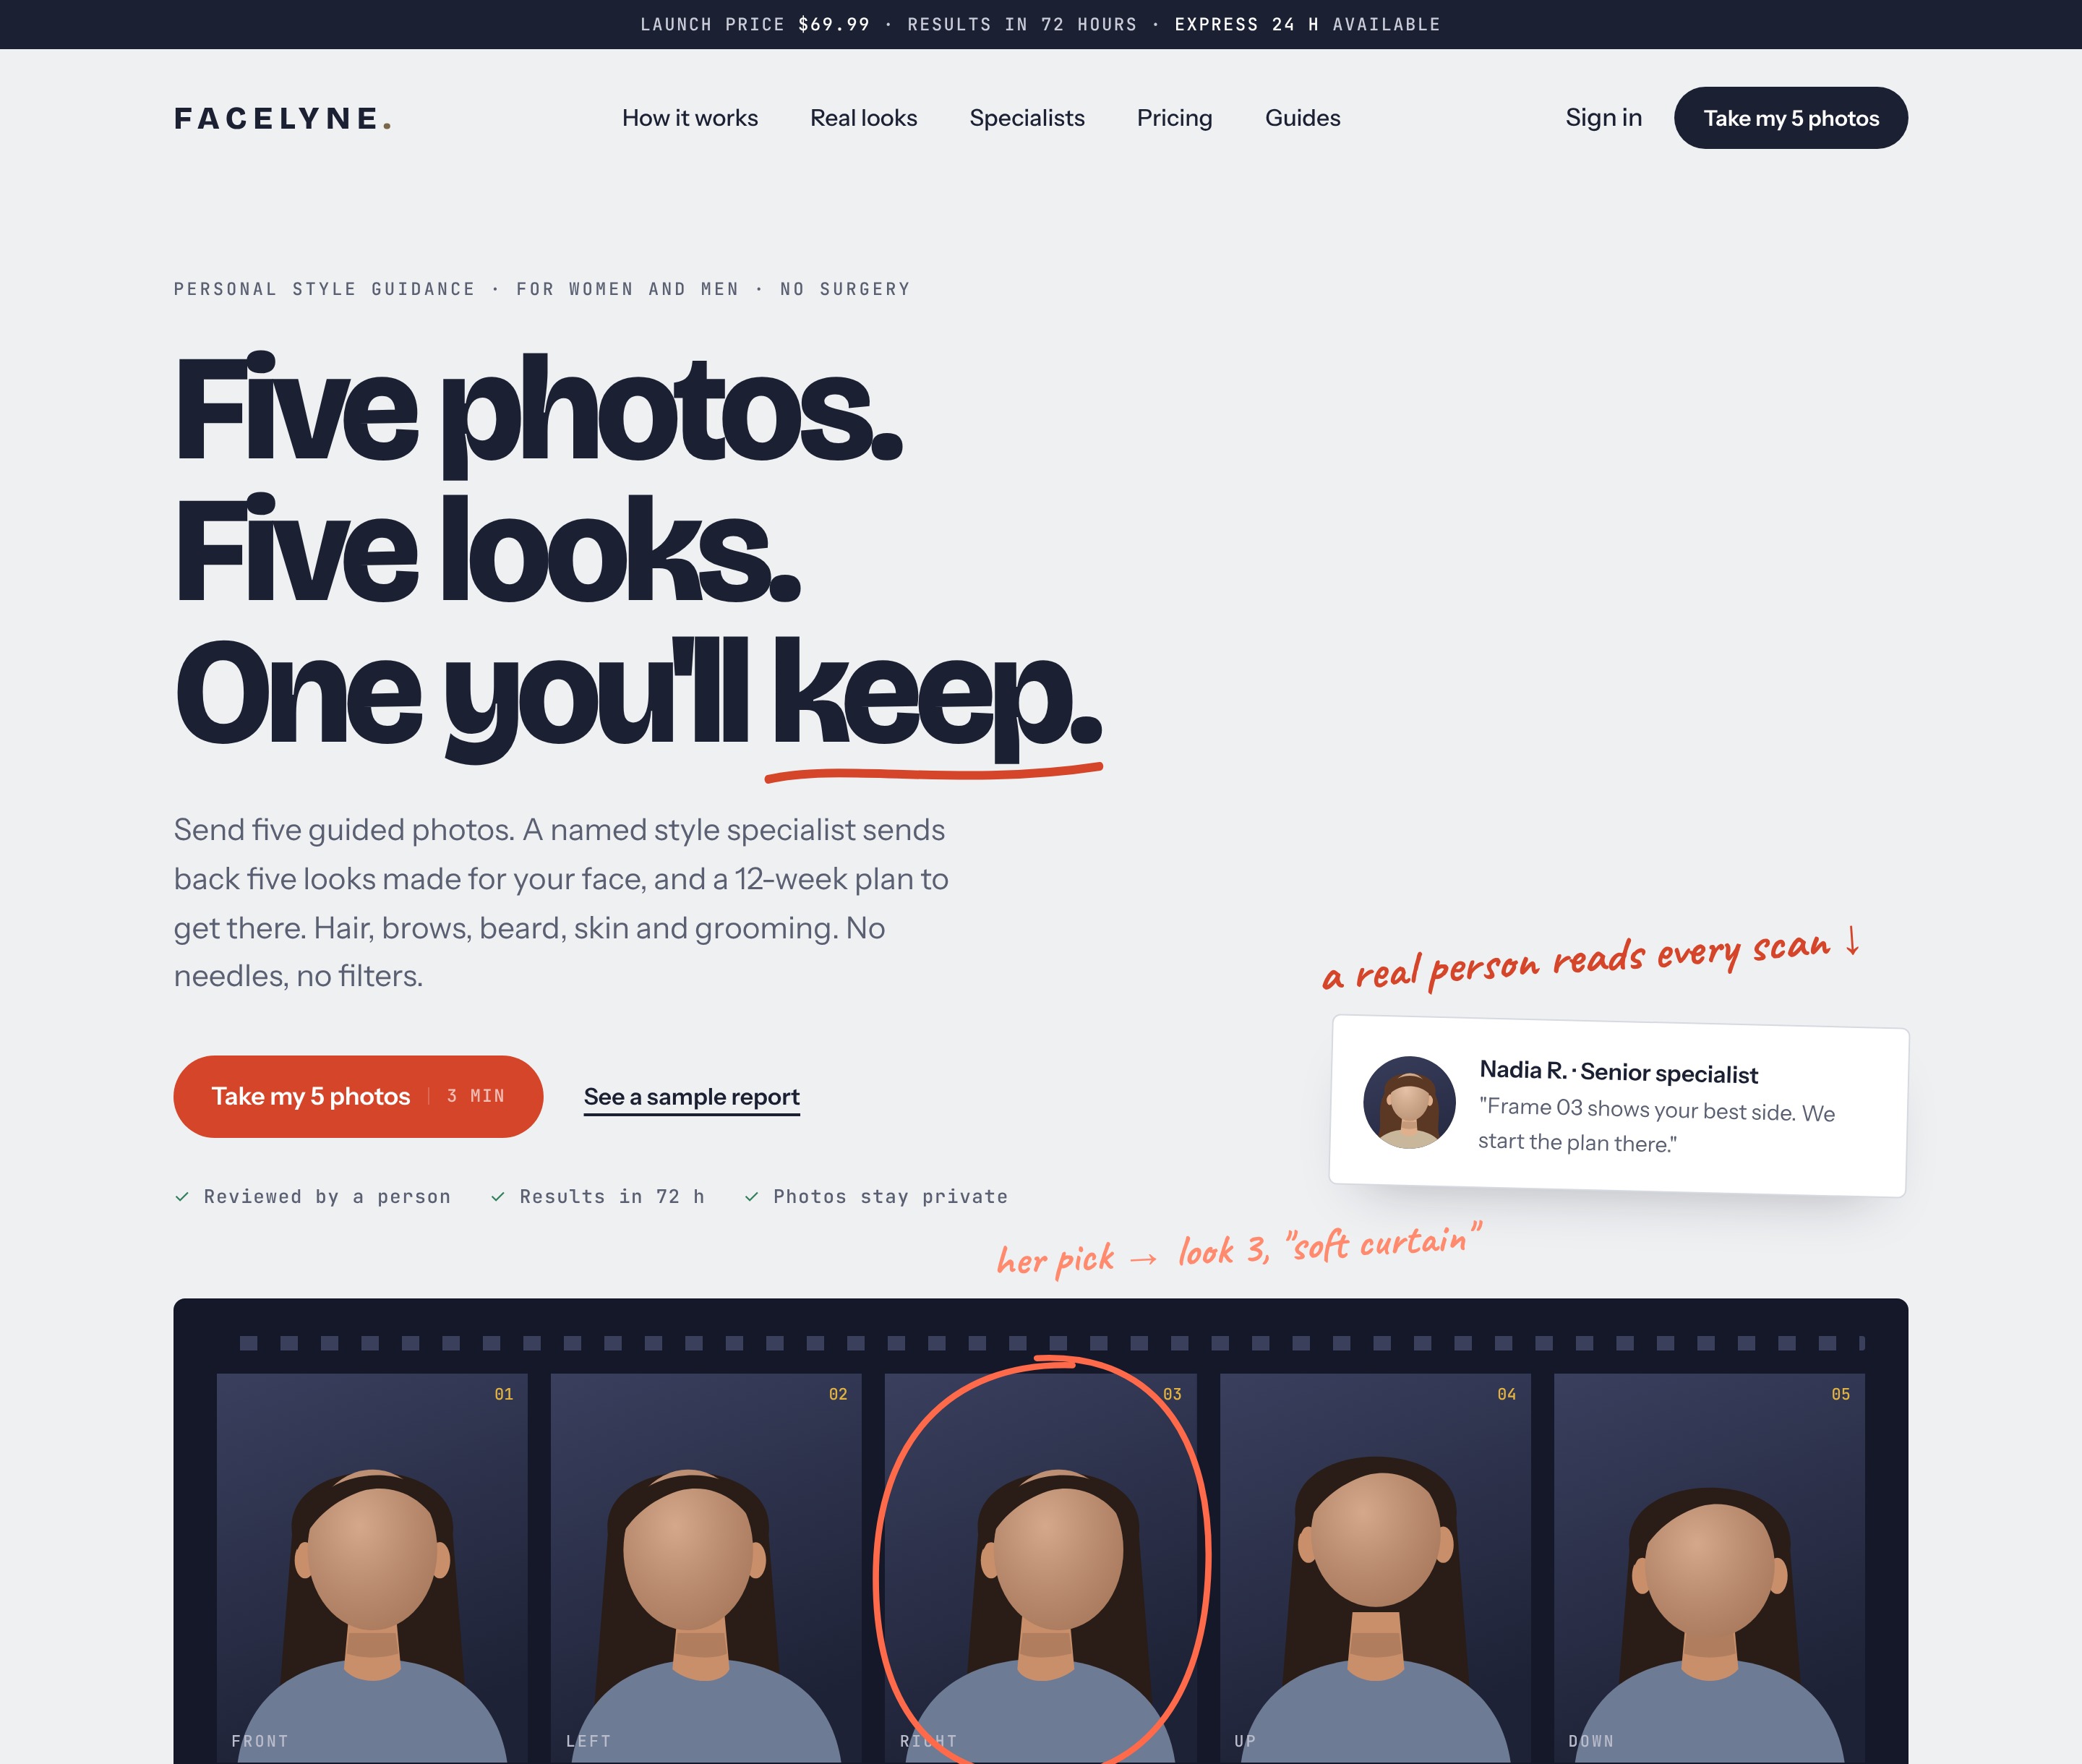 LAUNCH PRICE $69.99 · RESULTS IN 72 HOURS · EXPRESS 24 H AVAILABLE
FACELYNE.
How it works
Real looks
Specialists
Pricing
Guides
Sign in
Take my 5 photos
PERSONAL STYLE GUIDANCE · FOR WOMEN AND MEN · NO SURGERY
Five photos.
Five looks.
One you'll keep.
Send five guided photos. A named style specialist sends
back five looks made for your face, and a 12-week plan to
get there. Hair, brows, beard, skin and grooming. No
needles, no filters.
Take my 5 photos | 3 MIN
See a sample report
✓ Reviewed by a person
✓ Results in 72 h
✓ Photos stay private
a real person reads every scan ↓
Nadia R. · Senior specialist
"Frame 03 shows your best side. We
start the plan there."
her pick → look 3, "soft curtain"
01
02
03
04
05
FRONT
LEFT
RIGHT
UP
DOWN